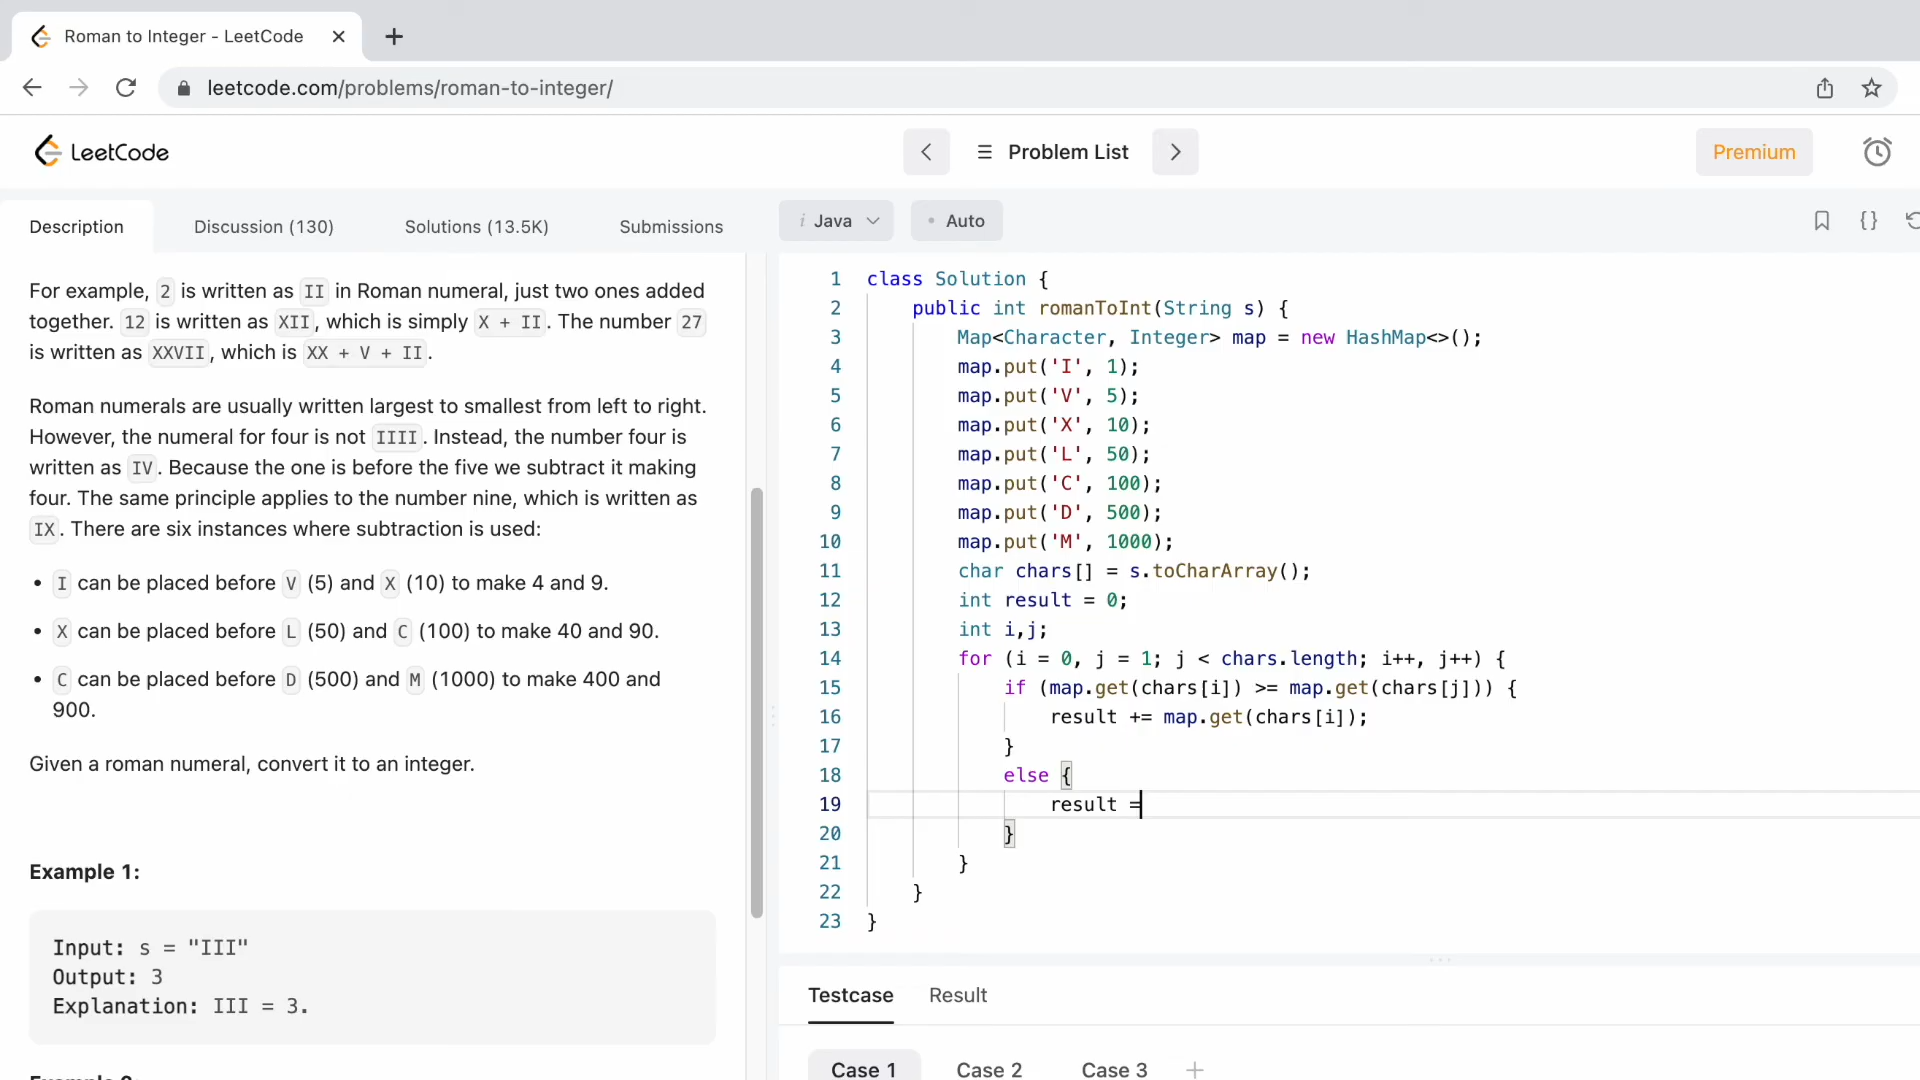 Roman to Integer - LeetCode
leetcode.com/problems/roman-to-integer/
LeetCode
Problem List
Premium
Description
Discussion (130)
Solutions (13.5K)
Submissions
i Java
• Auto
{}
For example, 2 is written as II in Roman numeral, just two ones added
together. 12 is written as XII, which is simply X + II. The number 27
is written as XXVII, which is XX + V + II.
Roman numerals are usually written largest to smallest from left to right.
However, the numeral for four is not IIII. Instead, the number four is
written as IV. Because the one is before the five we subtract it making
four. The same principle applies to the number nine, which is written as
IX. There are six instances where subtraction is used:
• I can be placed before V (5) and X (10) to make 4 and 9.
• X can be placed before L (50) and C (100) to make 40 and 90.
• C can be placed before D (500) and M (1000) to make 400 and
900.
Given a roman numeral, convert it to an integer.
Example 1:
Input: s = "III"
Output: 3
Explanation: III = 3.
1 class Solution {
2 public int romanToInt(String s) {
3 Map<Character, Integer> map = new HashMap<>();
4 map.put('I', 1);
5 map.put('V', 5);
6 map.put('X', 10);
7 map.put('L', 50);
8 map.put('C', 100);
9 map.put('D', 500);
10 map.put('M', 1000);
11 char chars[] = s.toCharArray();
12 int result = 0;
13 int i,j;
14 for (i = 0, j = 1; j < chars.length; i++, j++) {
15 if (map.get(chars[i]) >= map.get(chars[j])) {
16 result += map.get(chars[i]);
17 }
18 else {
19 result =
20 }
21 }
22 }
23 }
Testcase
Result
Case 1
Case 2
Case 3